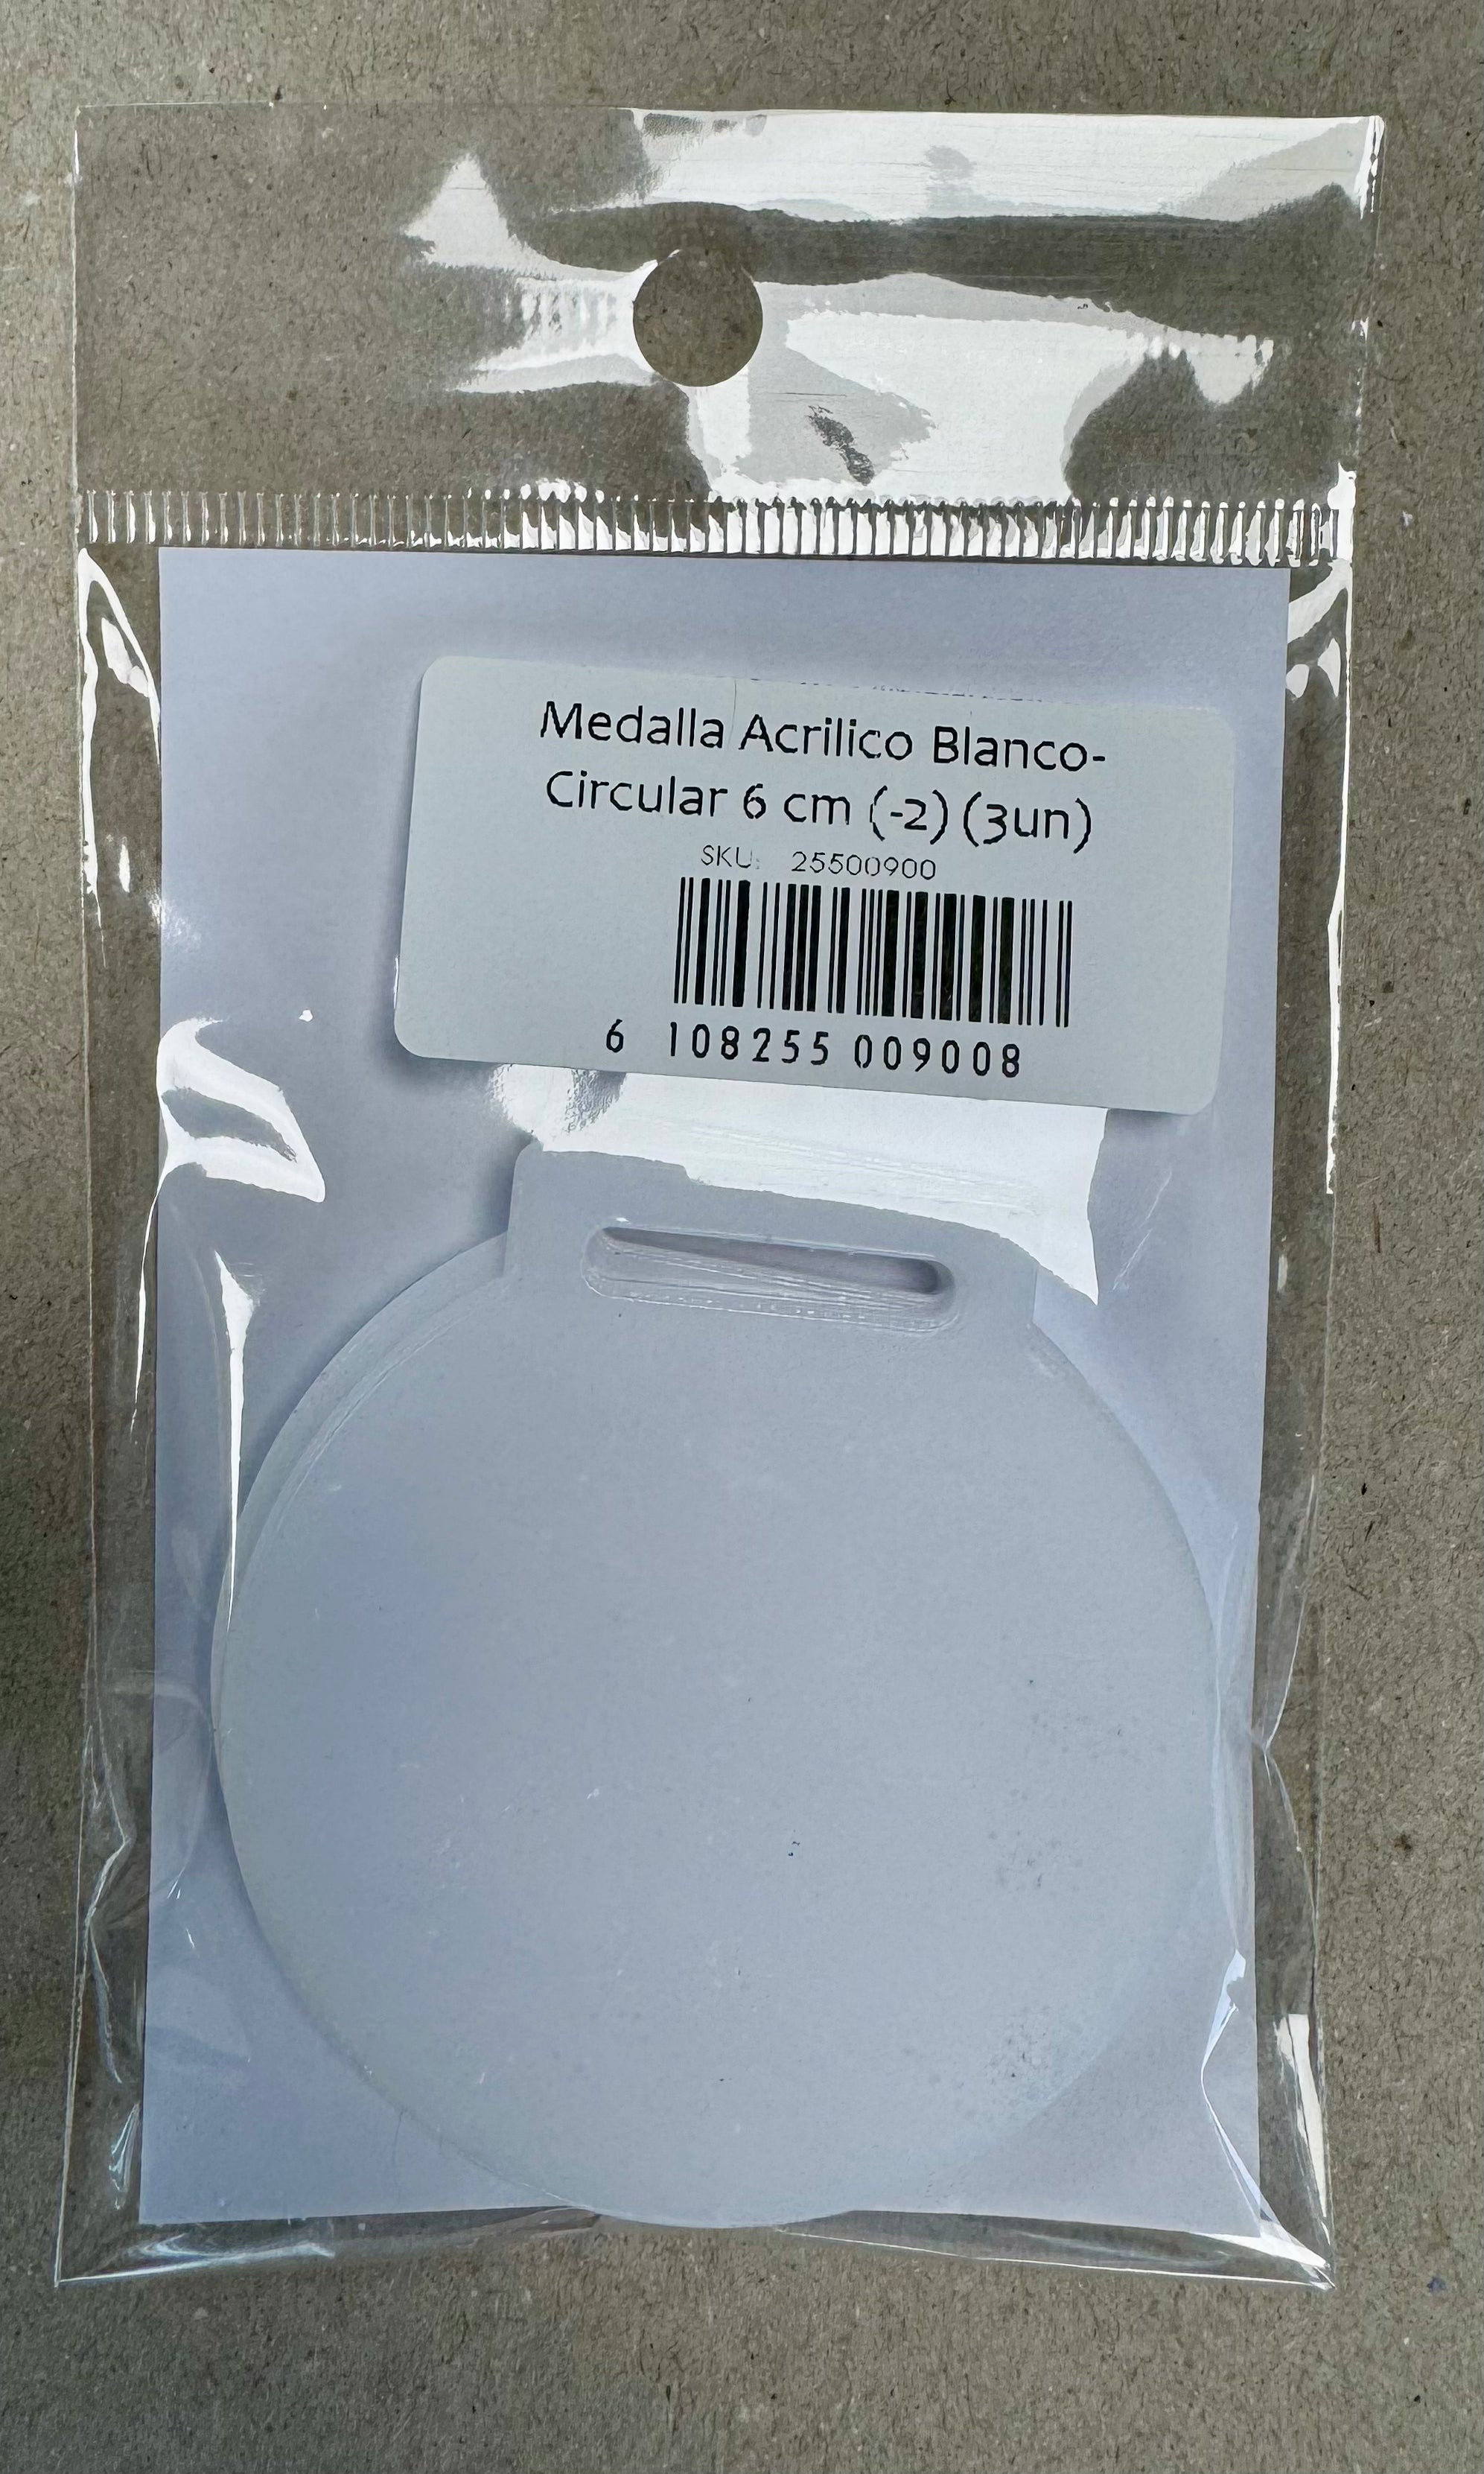 Medalla Acrilico Blanco-
Circular 6 cm (-2) (3un)
SKU: 25500900
6 108255 009008